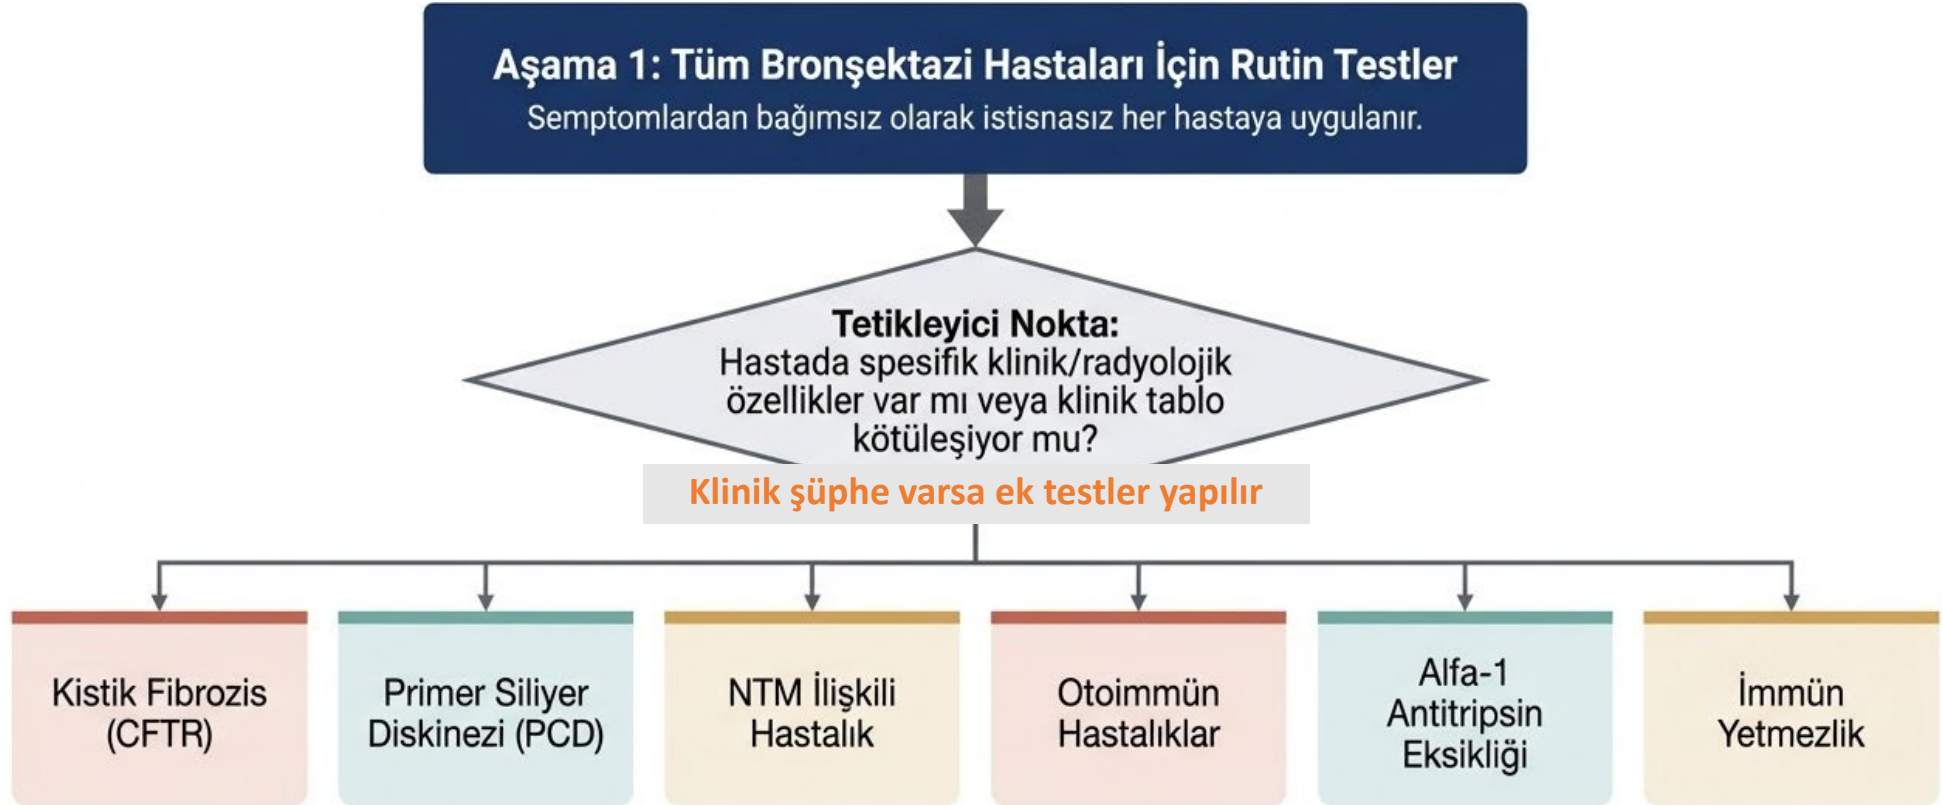 Aşama 1: Tüm Bronşektazi Hastaları İçin Rutin Testler
Semptomlardan bağımsız olarak istisnasız her hastaya uygulanır.
Tetikleyici Nokta:
Hastada spesifik klinik/radyolojik
özellikler var mı veya klinik tablo
kötüleşiyor mu?
Klinik şüphe varsa ek testler yapılır
Kistik Fibrozis
(CFTR)
Primer Siliyer
Diskinezi (PCD)
NTM İlişkili
Hastalık
Otoimmün
Hastalıklar
Alfa-1
Antitripsin
Eksikliği
İmmün
Yetmezlik